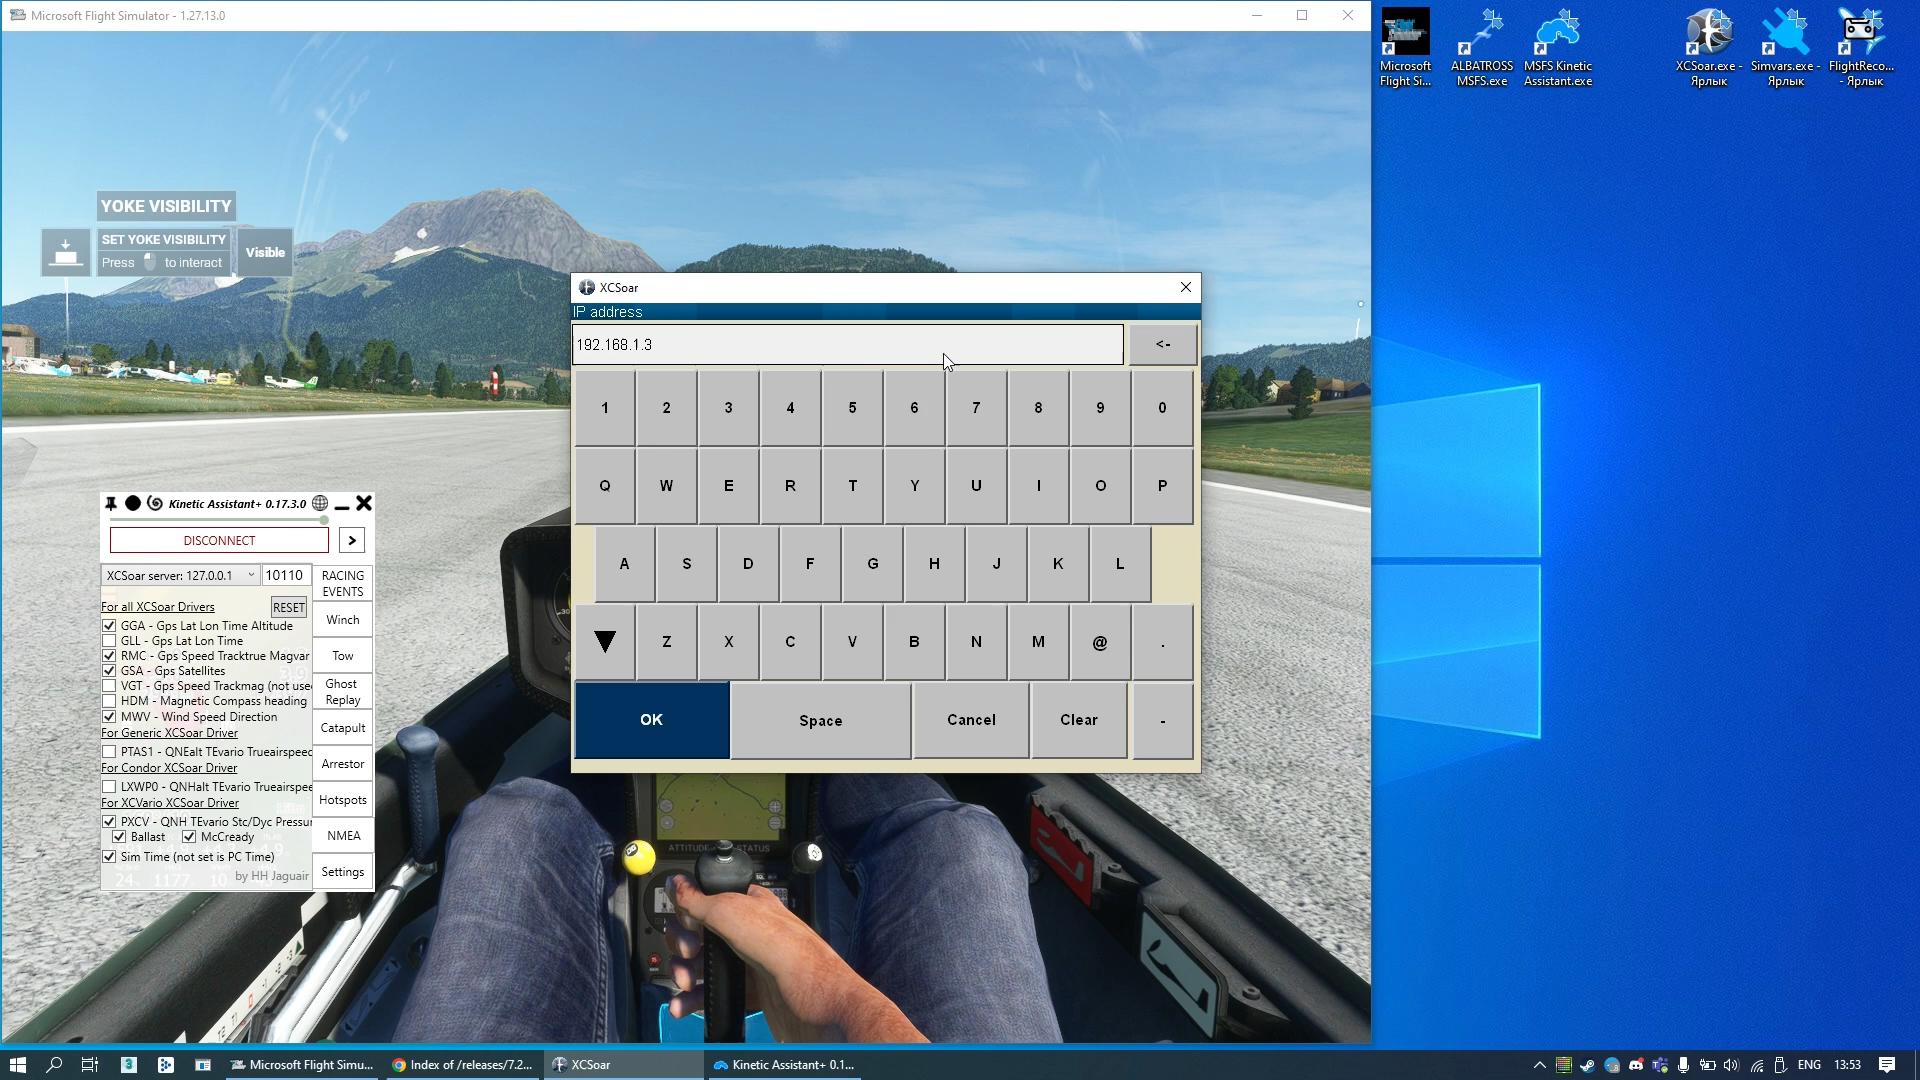 Microsoft Flight Simulator - 1.27.13.0
Microsoft
Flight Si...
ALBATROSS
MSFS.exe
MSFS Kinetic
Assistant.exe
XCSoar.exe -
Ярлык
Simvars.exe -
Ярлык
FlightReco...
- Ярлык
YOKE VISIBILITY
SET YOKE VISIBILITY
Press to interact
Visible
XCSoar
IP address
192.168.1.3
<-
1 2 3 4 5 6 7 8 9 0
Q W E R T Y U I O P
A S D F G H J K L
Z X C V B N M @ .
OK Space Cancel Clear -
Kinetic Assistant+ 0.17.3.0
DISCONNECT
>
XCSoar server: 127.0.0.1
10110
For all XCSoar Drivers
RESET
GGA - Gps Lat Lon Time Altitude
GLL - Gps Lat Lon Time
RMC - Gps Speed Tracktrue Magvar
GSA - Gps Satellites
VGT - Gps Speed Trackmag (not use
HDM - Magnetic Compass heading
MWV - Wind Speed Direction
For Generic XCSoar Driver
PTAS1 - QNEalt TEvario Trueairspeed
For Condor XCSoar Driver
LXWP0 - QNHalt TEvario Trueairspee
For XCVario XCSoar Driver
PXCV - QNH TEvario Stc/Dyc Pressur
Ballast
McCready
Sim Time (not set is PC Time)
by HH Jaguair
RACING
EVENTS
Winch
Tow
Ghost
Replay
Catapult
Arrestor
Hotspots
NMEA
Settings
ATTITUDE
STATUS
Microsoft Flight Simu...
Index of /releases/7.2...
XCSoar
Kinetic Assistant+ 0.1...
ENG
13:53